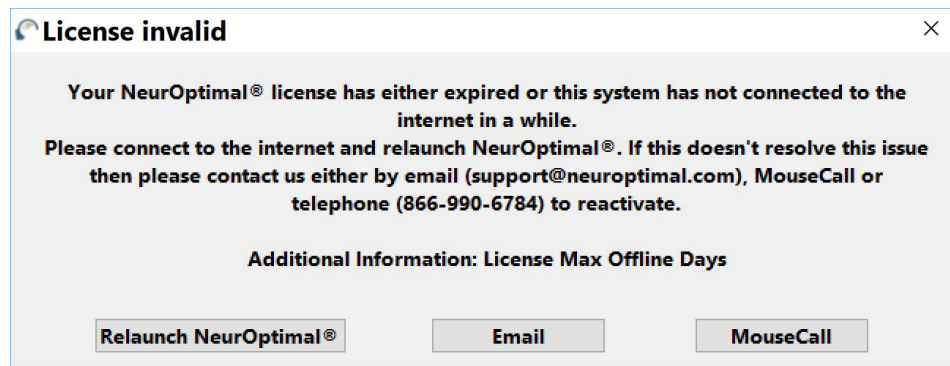 License invalid
Your NeurOptimal® license has either expired or this system has not connected to the
internet in a while.
Please connect to the internet and relaunch NeurOptimal®. If this doesn't resolve this issue
then please contact us either by email (support@neuroptimal.com), MouseCall or
telephone (866-990-6784) to reactivate.
Additional Information: License Max Offline Days
Relaunch NeurOptimal® Email MouseCall